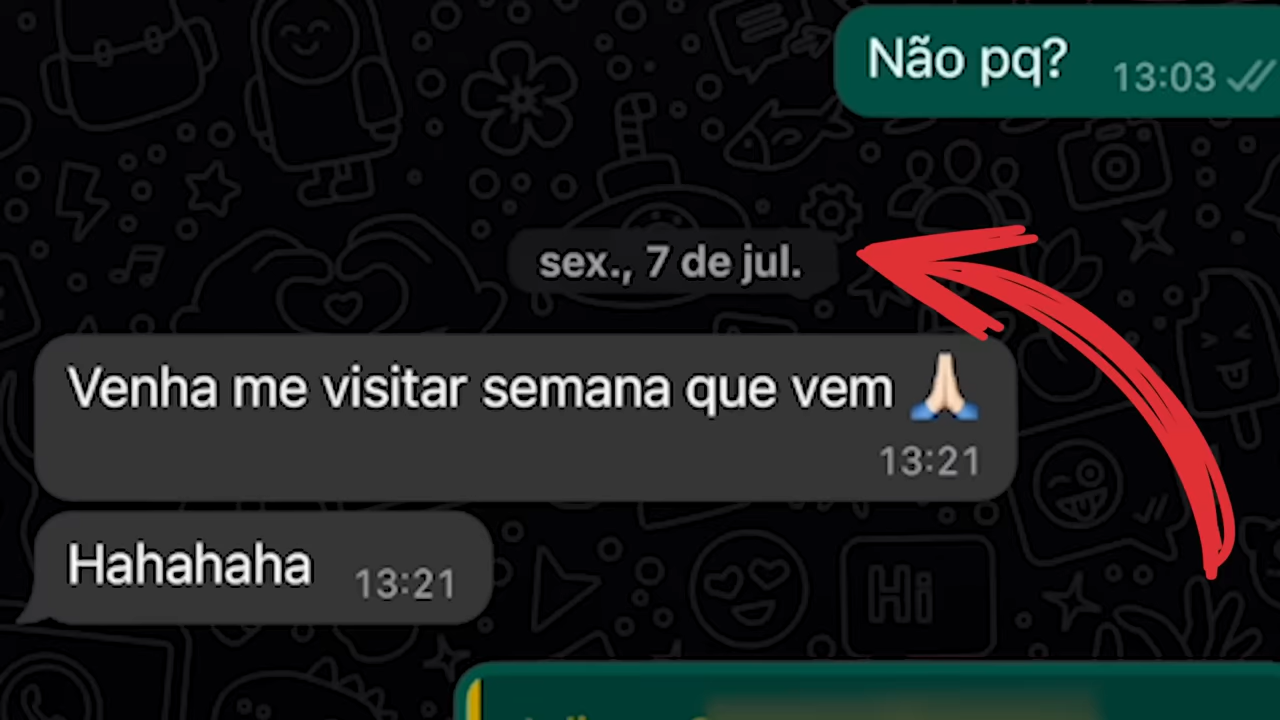 Não pq? 13:03
sex., 7 de jul.
Venha me visitar semana que vem 🙏🏻
13:21
Hahahaha 13:21
Hi